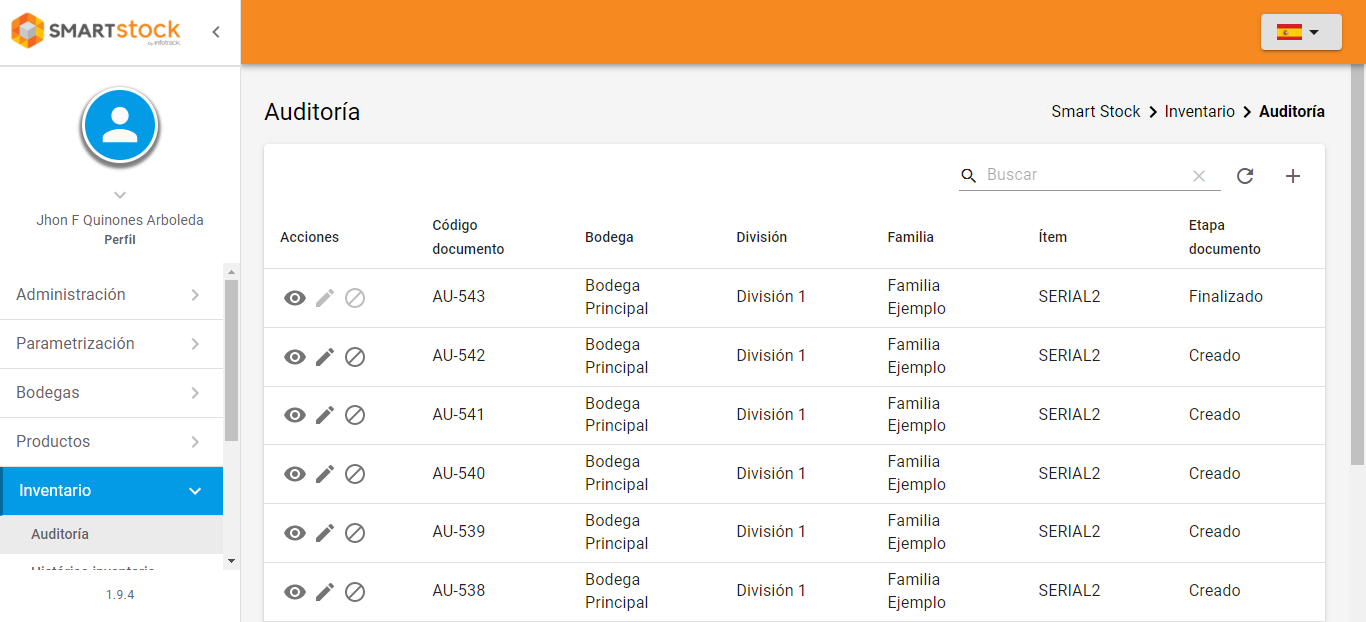 SMARTstock
by infotrack.
Jhon F Quinones Arboleda
Perfil
Administración
Parametrización
Bodegas
Productos
Inventario
Auditoría
Histórico inventario
1.9.4
Auditoría
Smart Stock Inventario Auditoría
Buscar
Acciones Código documento Bodega División Familia Ítem Etapa documento
AU-543 Bodega Principal División 1 Familia Ejemplo SERIAL2 Finalizado
AU-542 Bodega Principal División 1 Familia Ejemplo SERIAL2 Creado
AU-541 Bodega Principal División 1 Familia Ejemplo SERIAL2 Creado
AU-540 Bodega Principal División 1 Familia Ejemplo SERIAL2 Creado
AU-539 Bodega Principal División 1 Familia Ejemplo SERIAL2 Creado
AU-538 Bodega Principal División 1 Familia Ejemplo SERIAL2 Creado